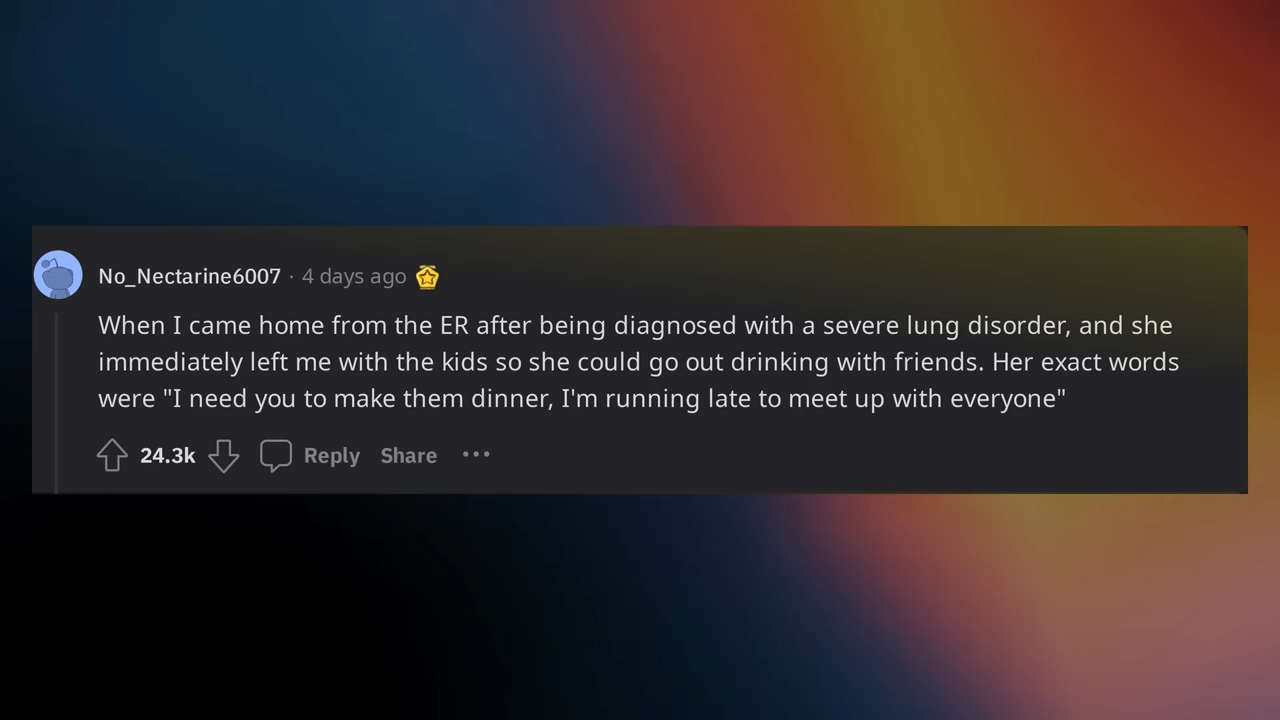 No_Nectarine6007 · 4 days ago
When I came home from the ER after being diagnosed with a severe lung disorder, and she
immediately left me with the kids so she could go out drinking with friends. Her exact words
were "I need you to make them dinner, I'm running late to meet up with everyone"
24.3k Reply Share ···